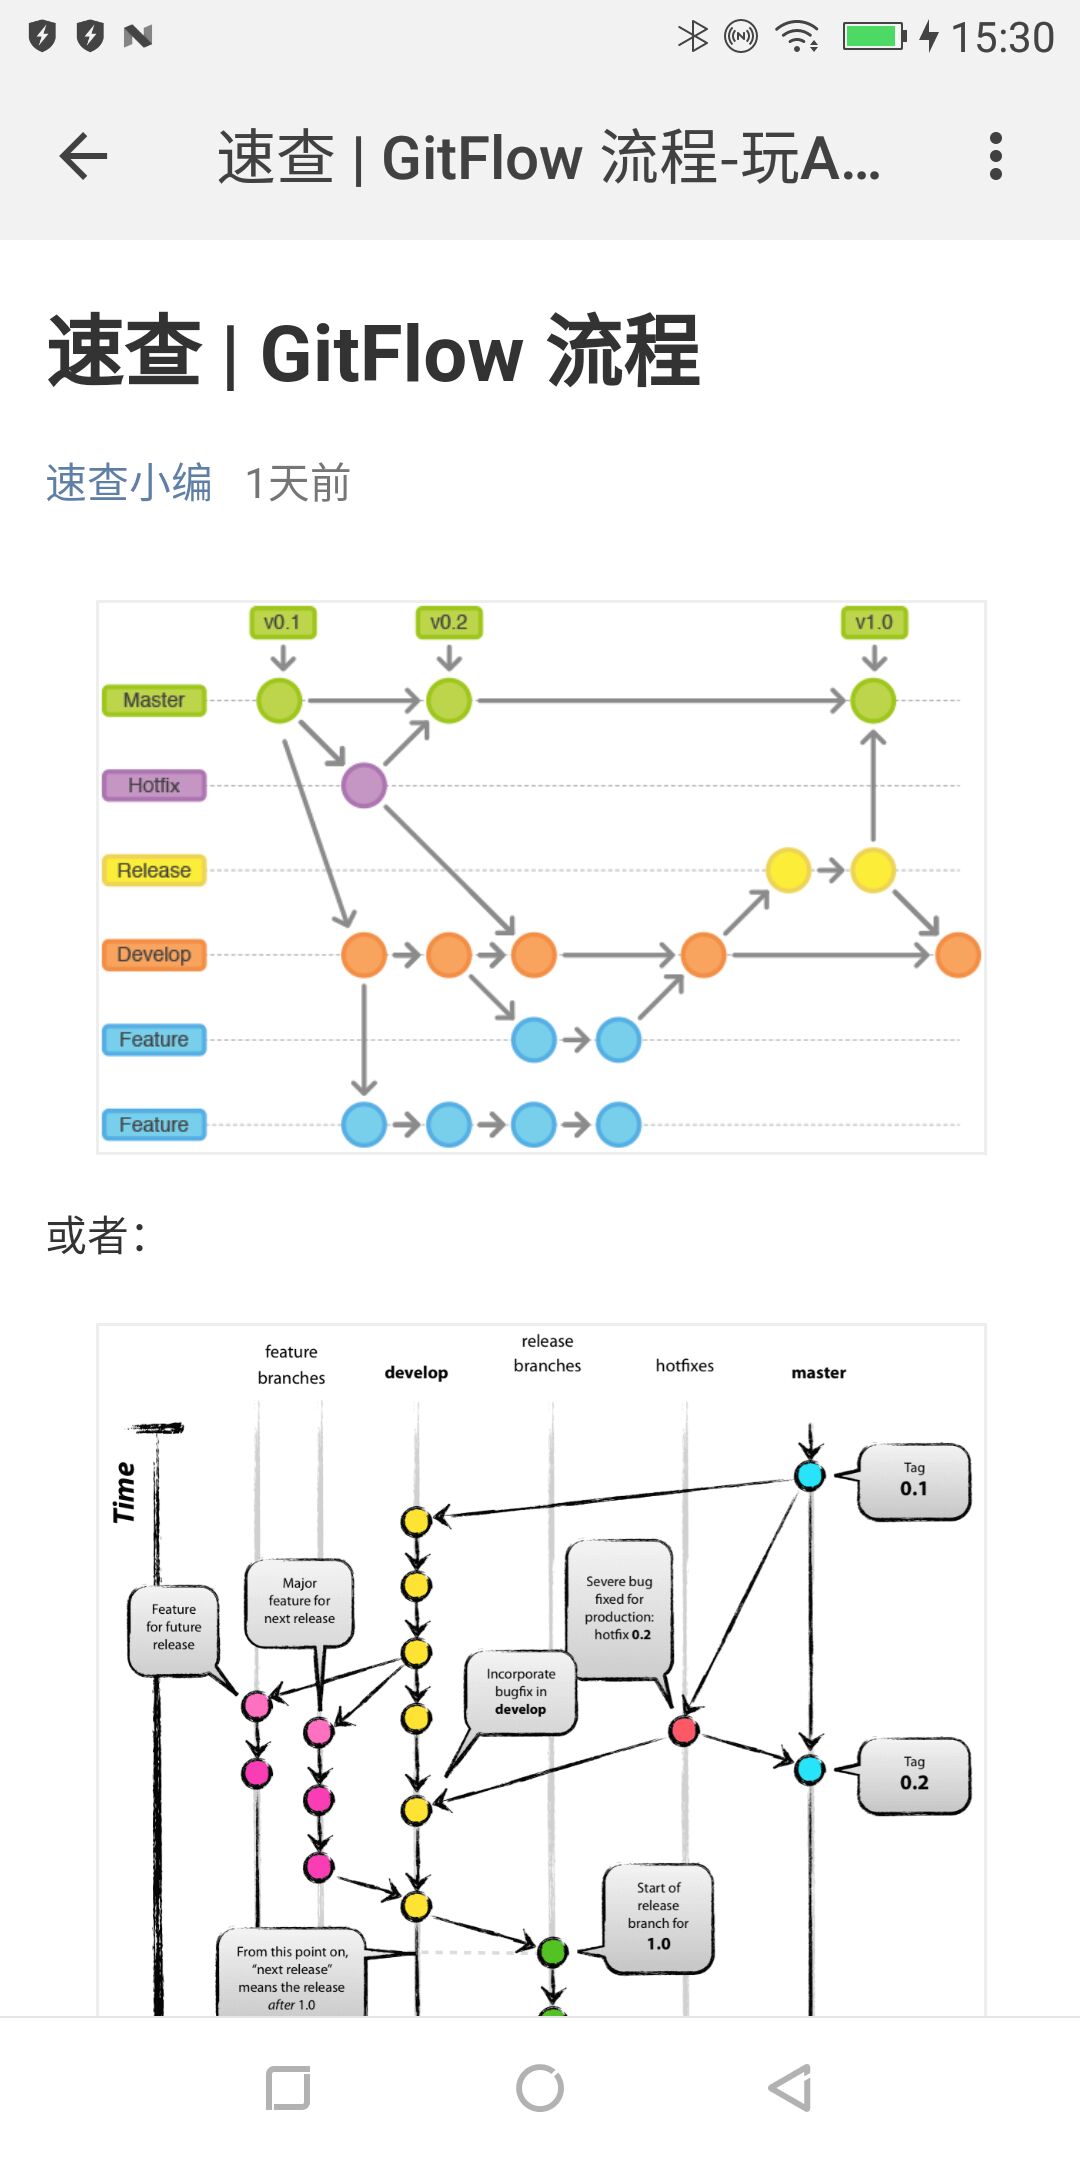 15:30
速查 | GitFlow 流程-玩A...
速查 | GitFlow 流程
速查小编 1天前
v0.1 v0.2 v1.0
Master
Hotfix
Release
Develop
Feature
Feature
或者：
feature
branches
develop
release
branches
hotfixes
master
Time
Tag
0.1
Major
feature for
next release
Feature
for future
release
Severe bug
fixed for
production:
hotfix 0.2
Incorporate
bugfix in
develop
Tag
0.2
Start of
release
branch for
1.0
From this point on,
“next release”
means the release
after 1.0